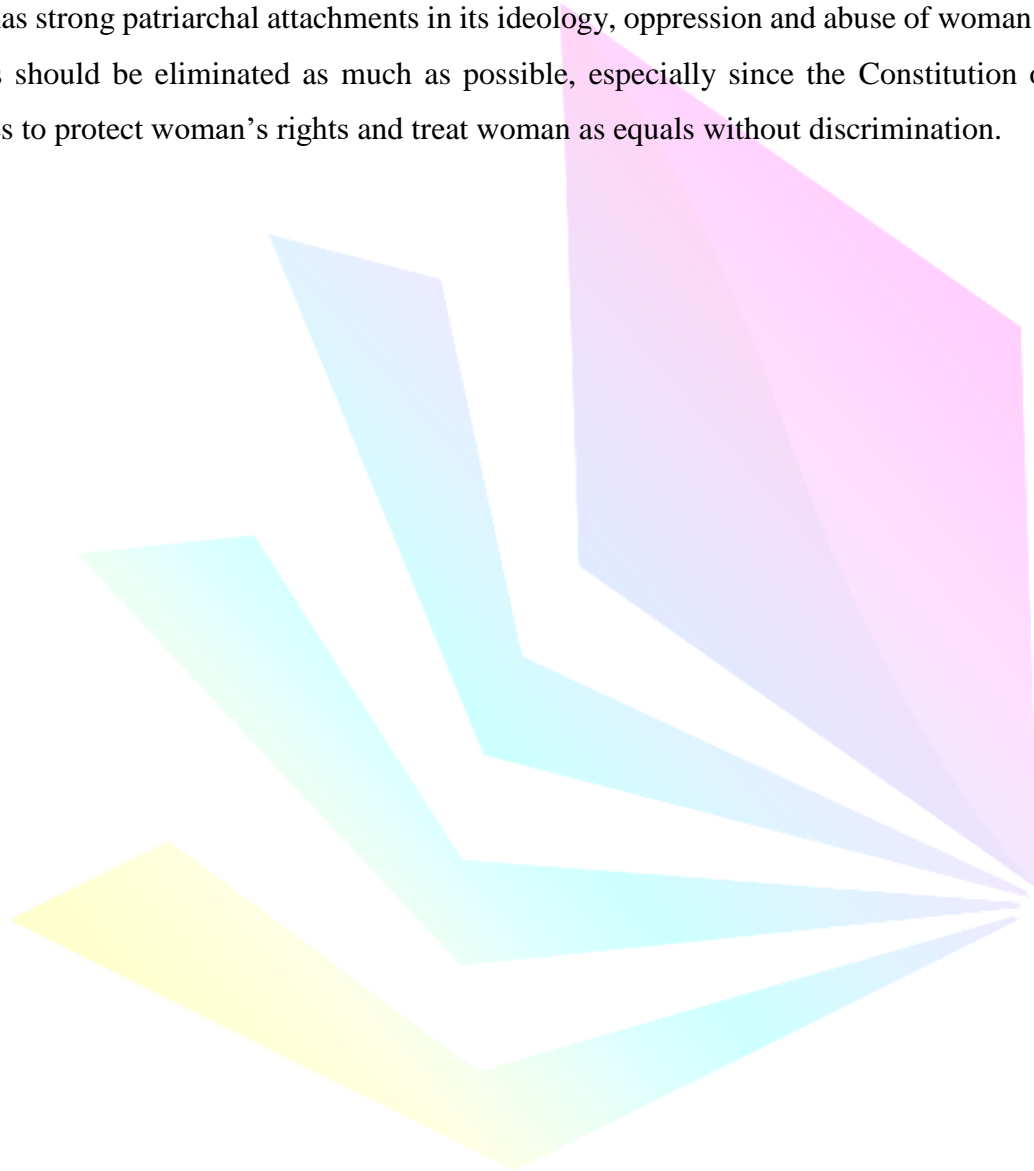 as strong patriarchal attachments in its ideology, oppression and abuse of woman
s should be eliminated as much as possible, especially since the Constitution
s to protect woman’s rights and treat woman as equals without discrimination.